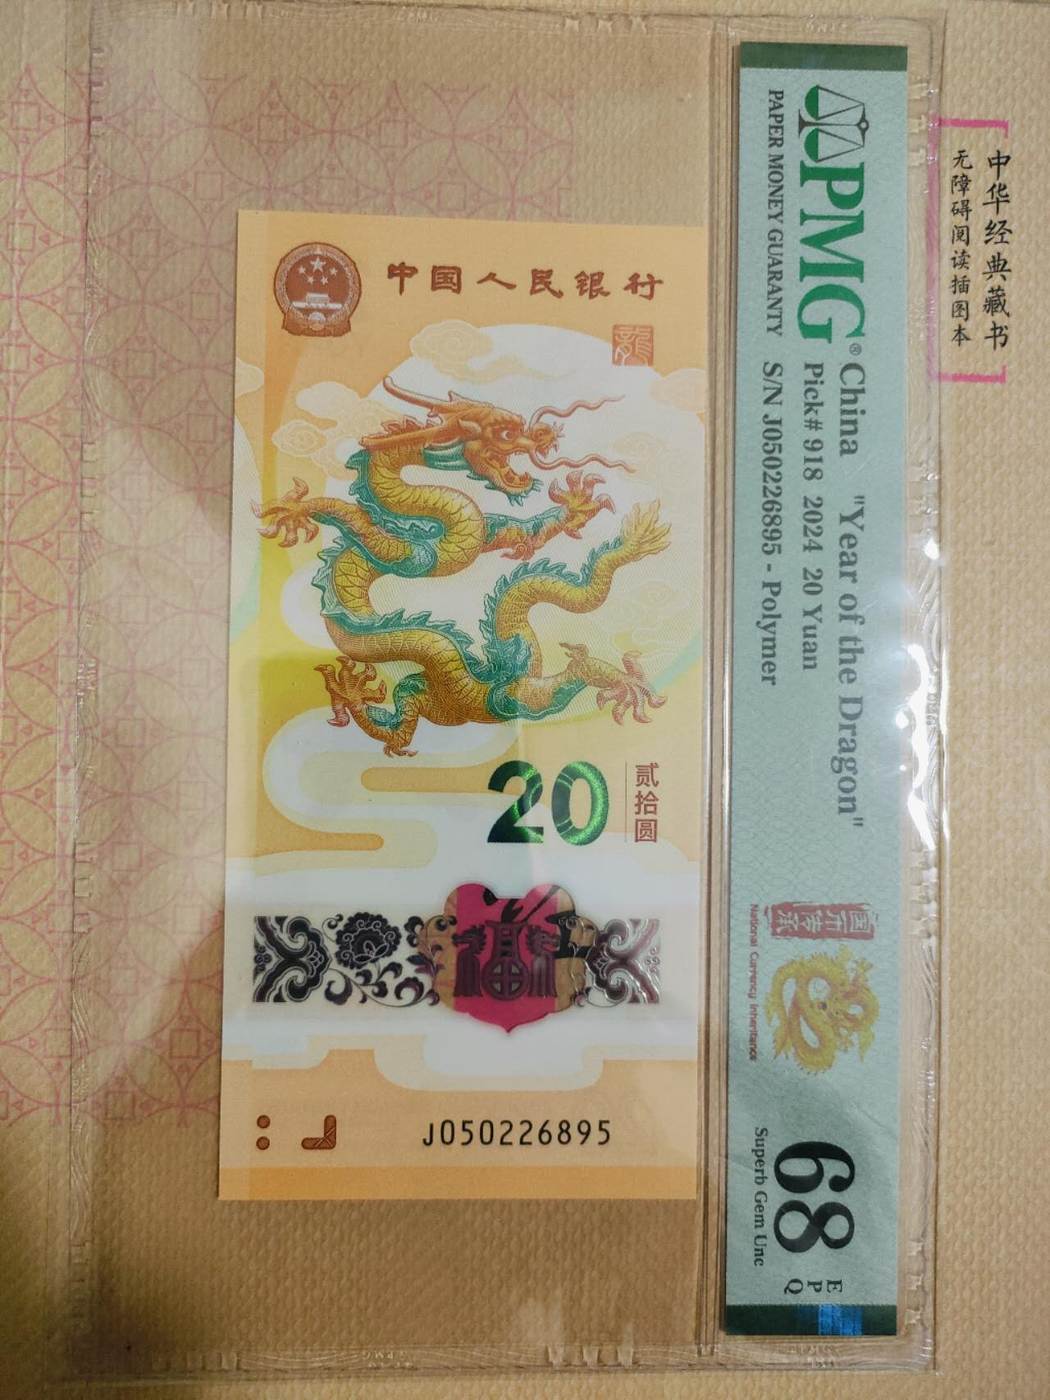 中国人民银行
龍
20
贰拾圆
福
J050226895
PMG®
PAPER MONEY GUARANTY
China "Year of the Dragon"
Pick# 918 2024 20 Yuan
S/N J050226895 - Polymer
National Currency Inheritance
68
EPQ
Superb Gem Unc
中华经典藏书
无障碍阅读插图本